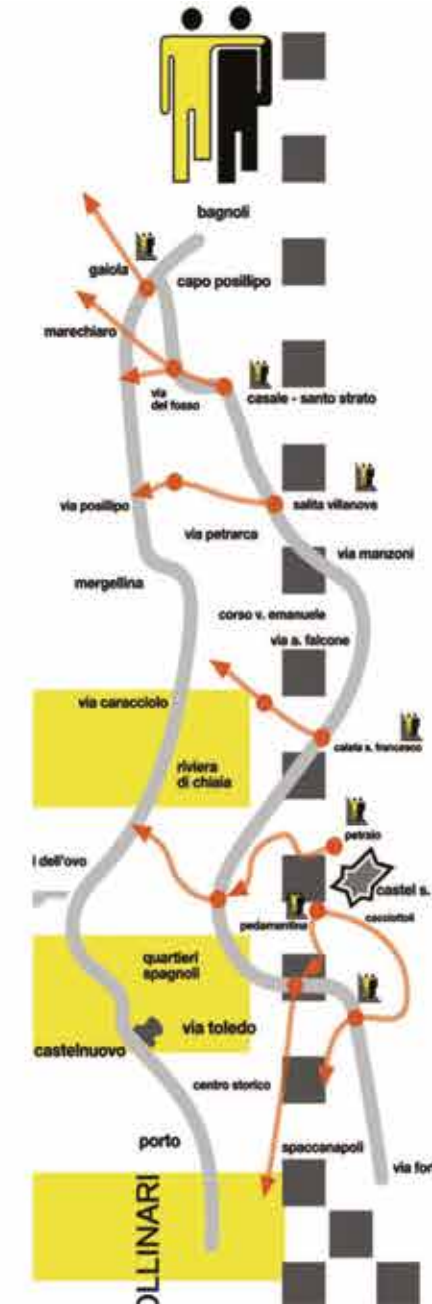 bagnoli
gaiola
capo posillipo
marechiaro
via
del fosso
casale - santo strato
via posillipo
salita villanova
via petrarca
via manzoni
mergellina
corso v. emanuele
via a. falcone
via caracciolo
calata s. francesco
riviera
di chiaia
petraio
l dell'ovo
castel s.
cacciottoli
pedamentina
quartieri
spagnoli
via toledo
castelnuovo
centro storico
porto
spaccanapoli
via for
OLLINARI